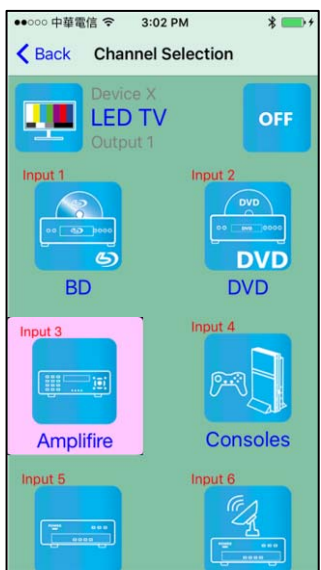 中華電信 3:02 PM
Back Channel Selection
Device X
LED TV
Output 1
OFF
Input 1
Input 2
DVD
DVD
BD
DVD
Input 3
Input 4
Amplifire
Consoles
Input 5
Input 6